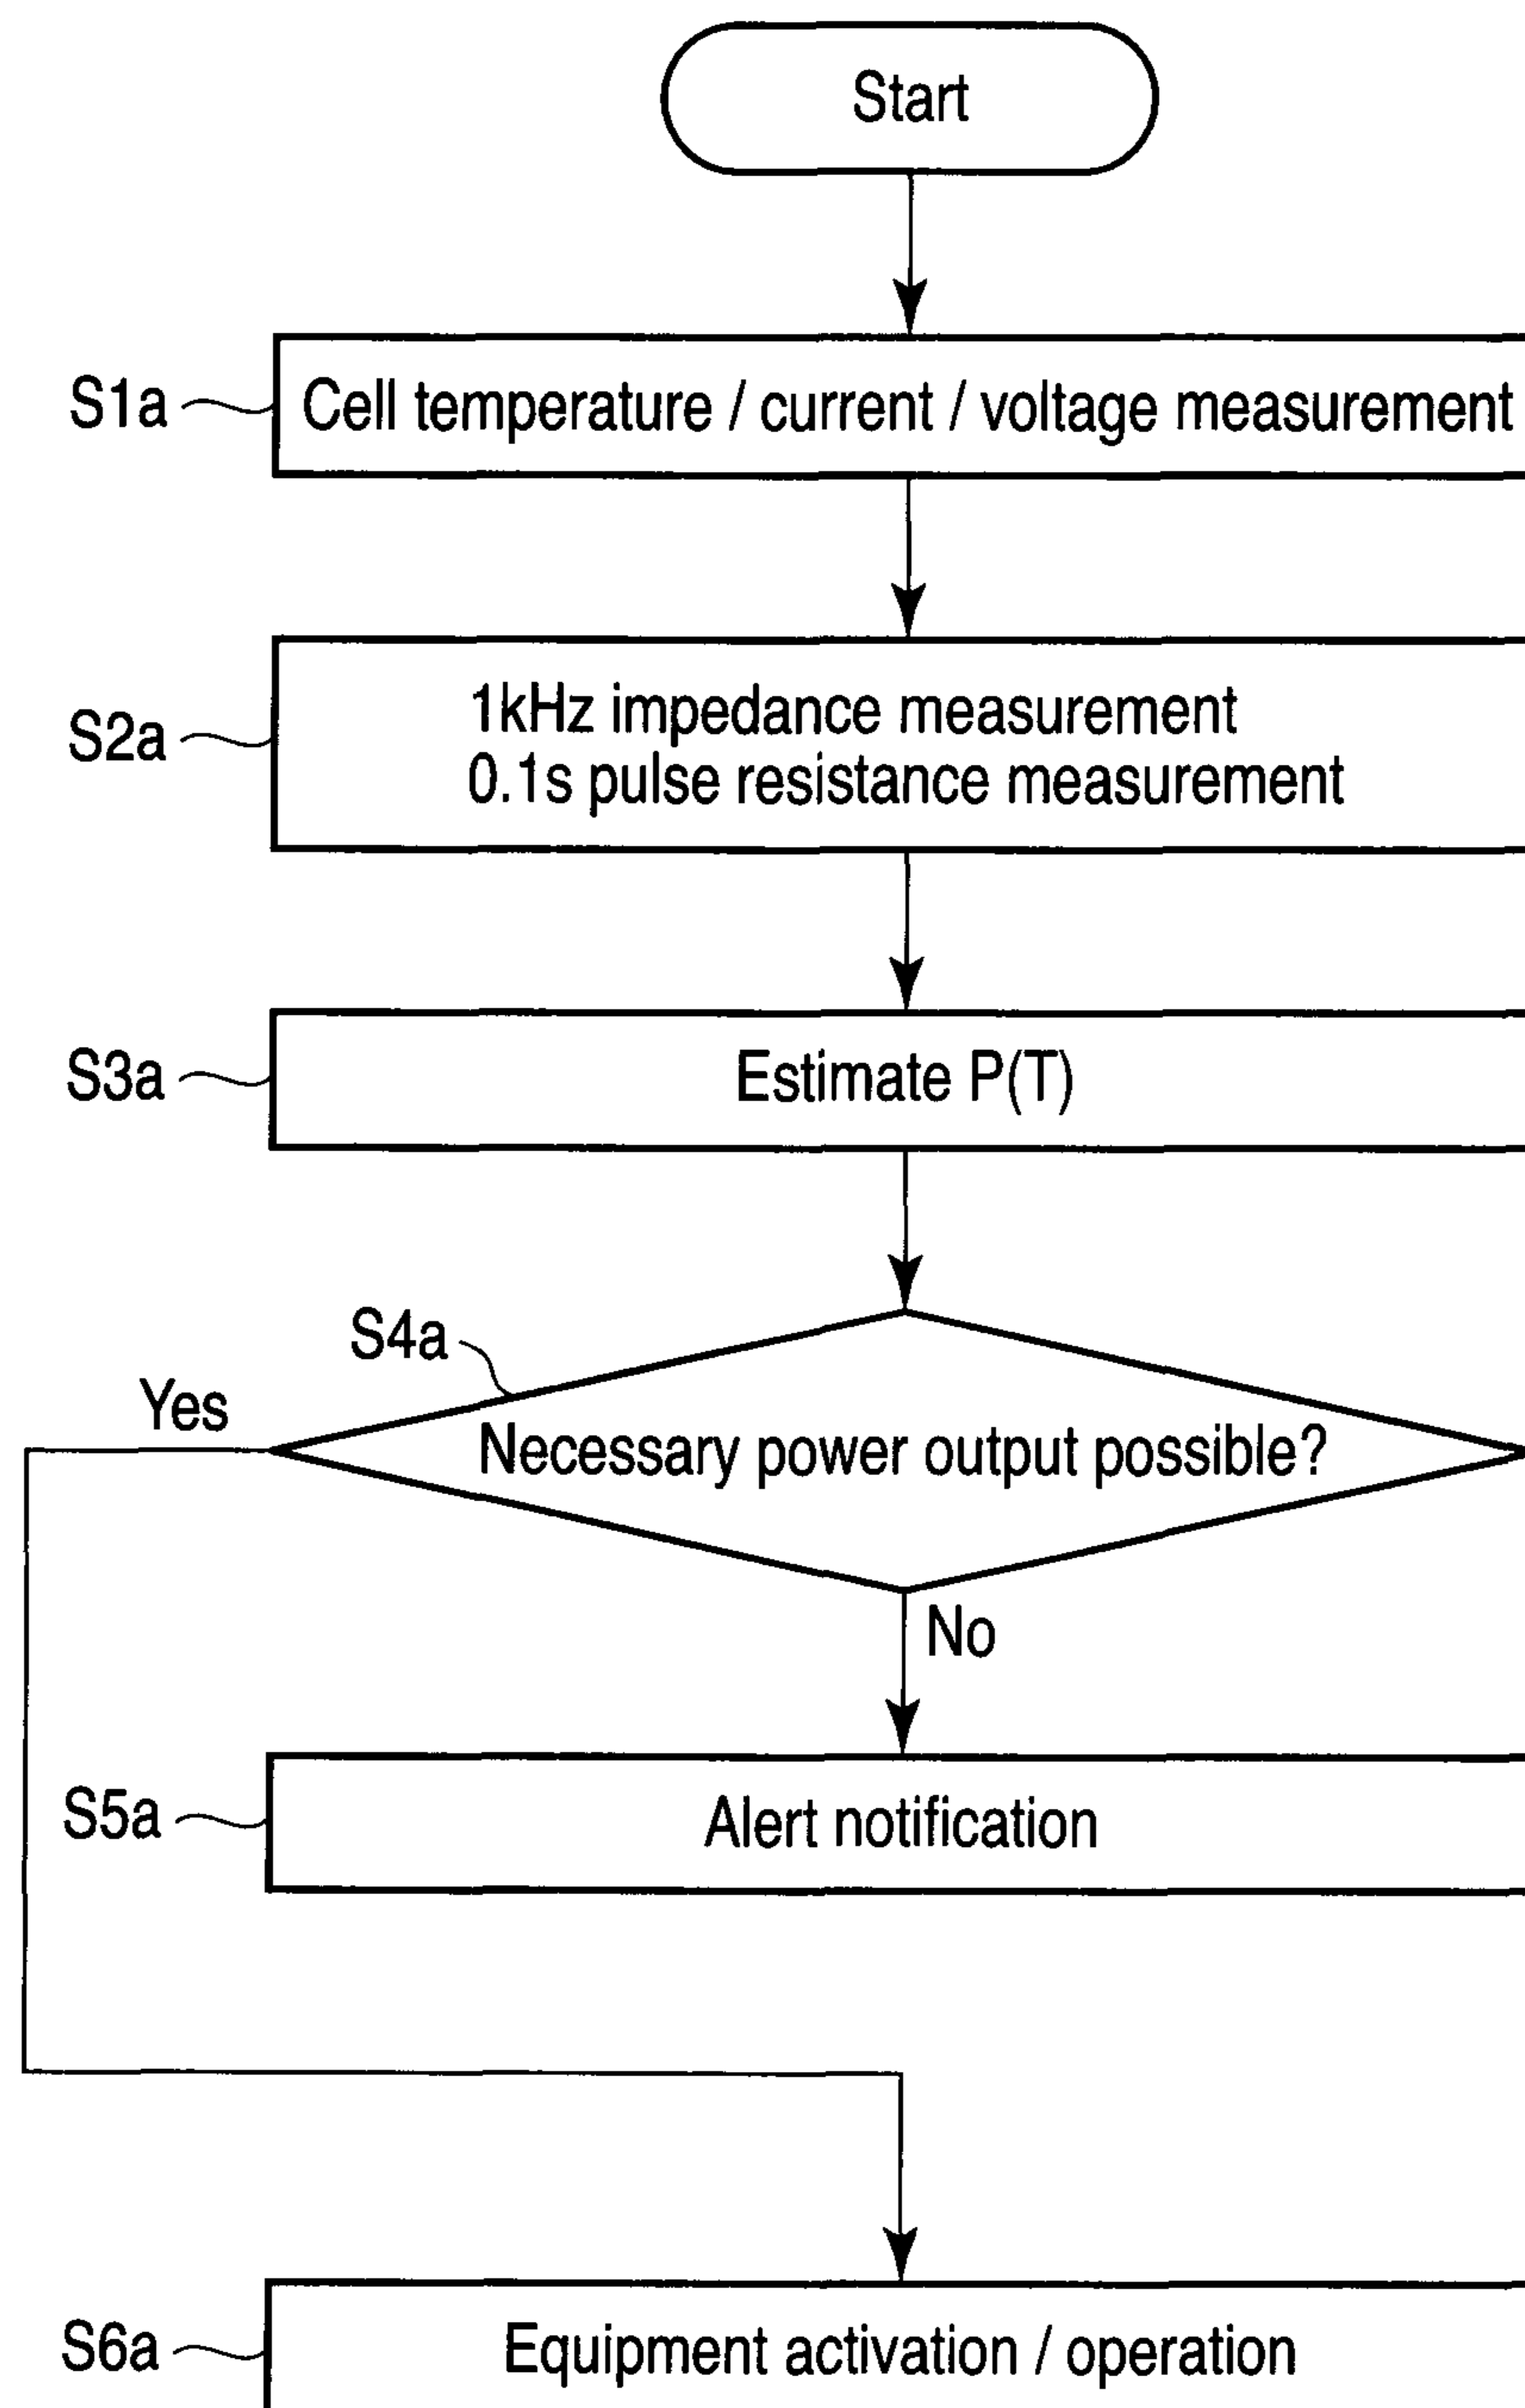 Start
S1a
Cell temperature / current / voltage measurement
S2a
1kHz impedance measurement
0.1s pulse resistance measurement
S3a
Estimate P(T)
S4a
Yes
Necessary power output possible?
No
S5a
Alert notification
S6a
Equipment activation / operation